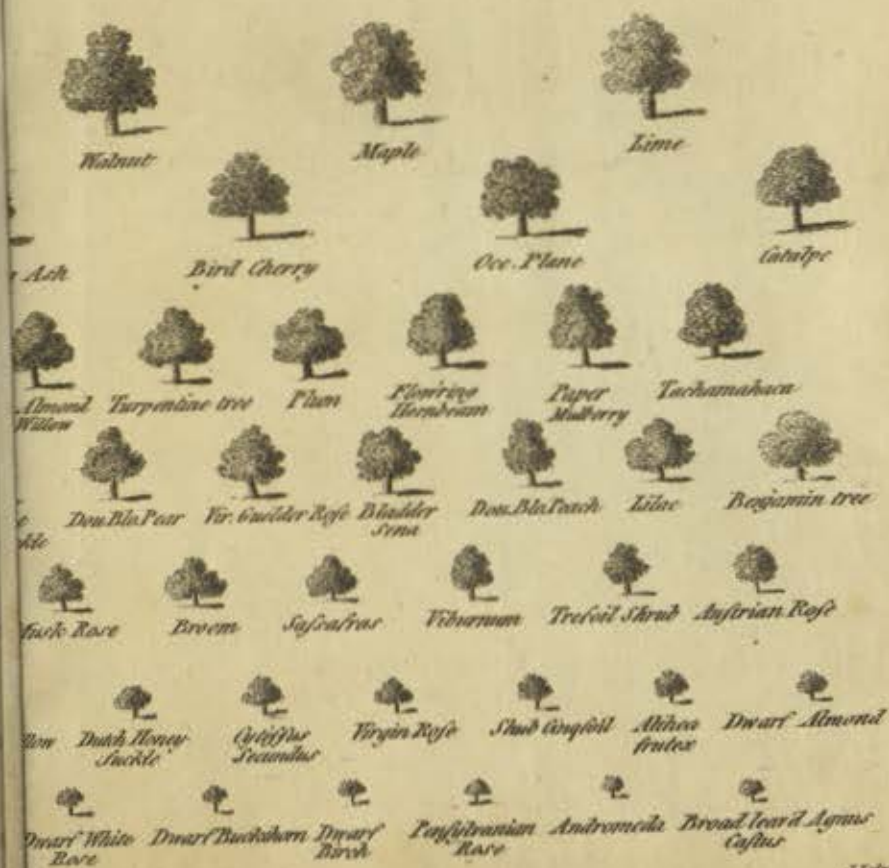 Walnut Maple Lime
Ash Bird Cherry Occ. Plane Catalpe
Almond Willow Turpentine tree Plum Flow'ring Hornbeam Paper Mulberry Tachamahaca
Dou. Blo. Pear Vir. Guelder Roſe Bladder Sena Dou. Blo. Peach Lilac Benjamin tree
Musk Rose Broom Saſsafras Viburnum Trefoil Shrub Auſtrian Roſe
Dutch Honey Suckle Cytiſſus Secundus Virgin Roſe Shub Cinqfoil Althea frutex Dwarf Almond
Dwarf White Rose Dwarf Buckthorn Dwarf Birch Penſylvanian Rose Andromeda Broad leav'd Agnus Caſtus